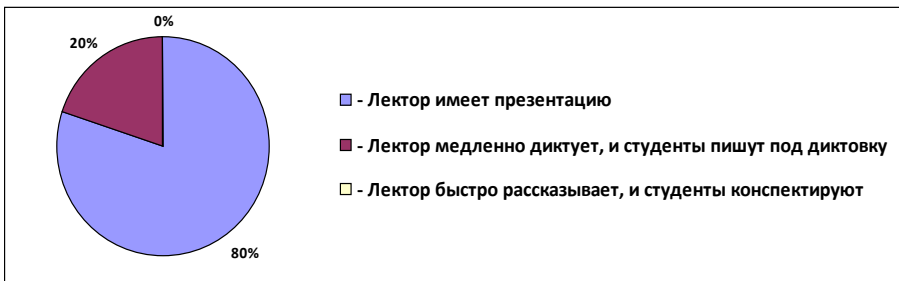 0%
20%
- Лектор имеет презентацию
- Лектор медленно диктует, и студенты пишут под диктовку
- Лектор быстро рассказывает, и студенты конспектируют
80%